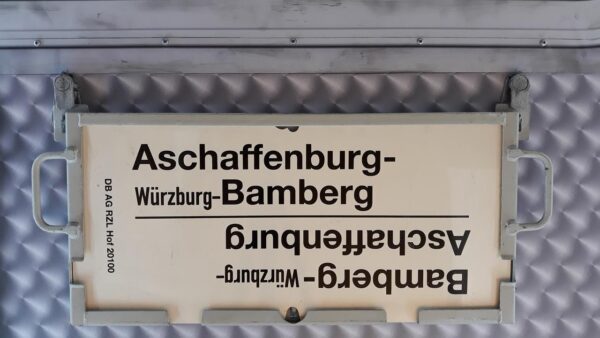 Aschaffenburg-
Würzburg-Bamberg
Bamberg-Würzburg-
Aschaffenburg
DB AG RZL Hof 20100